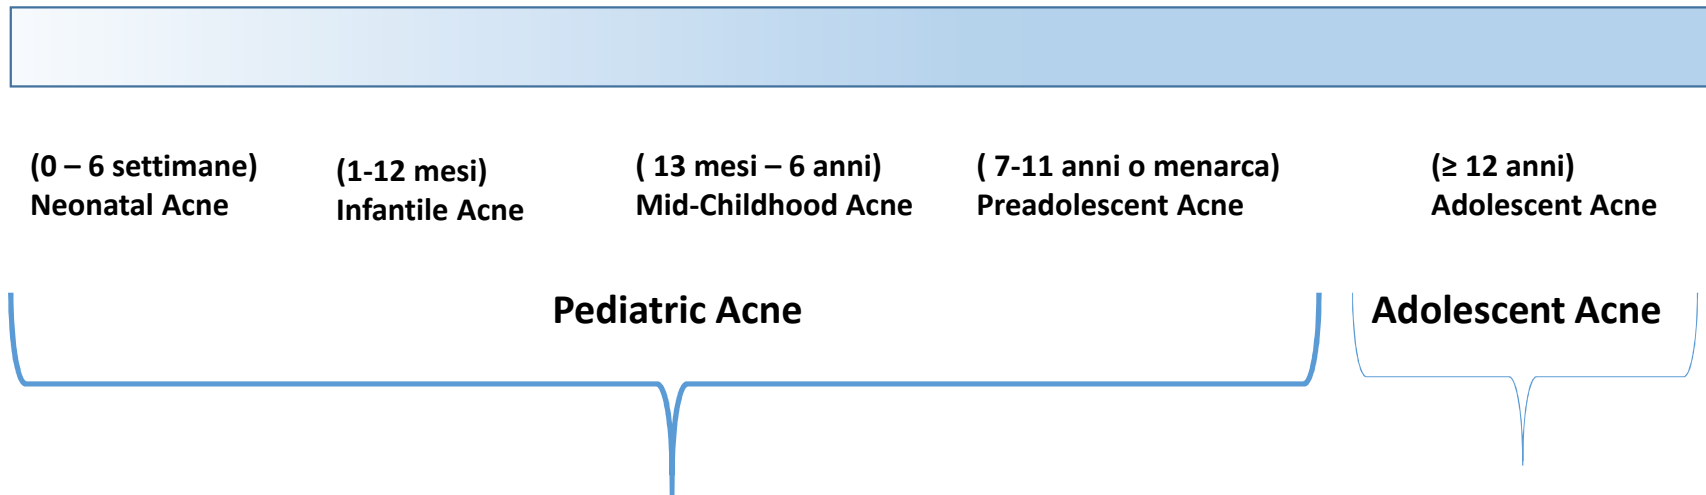 (0 – 6 settimane)
Neonatal Acne
(1-12 mesi)
Infantile Acne
( 13 mesi – 6 anni)
Mid-Childhood Acne
( 7-11 anni o menarca)
Preadolescent Acne
(≥ 12 anni)
Adolescent Acne
Pediatric Acne
Adolescent Acne